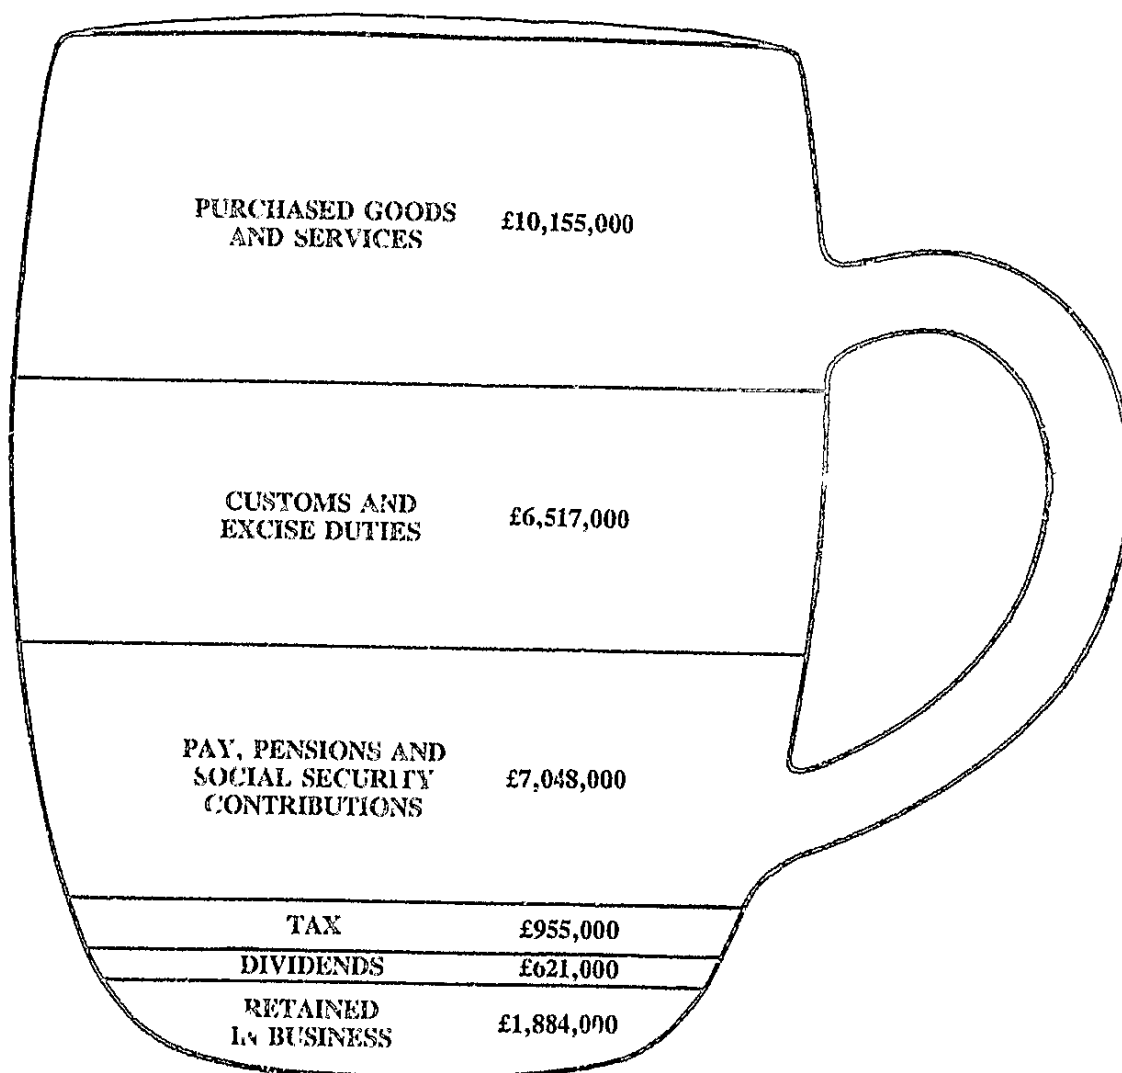 PURCHASED GOODS
AND SERVICES
£10,155,000
CUSTOMS AND
EXCISE DUTIES
£6,517,000
PAY, PENSIONS AND
SOCIAL SECURITY
CONTRIBUTIONS
£7,048,000
TAX £955,000
DIVIDENDS £621,000
RETAINED
IN BUSINESS
£1,884,000